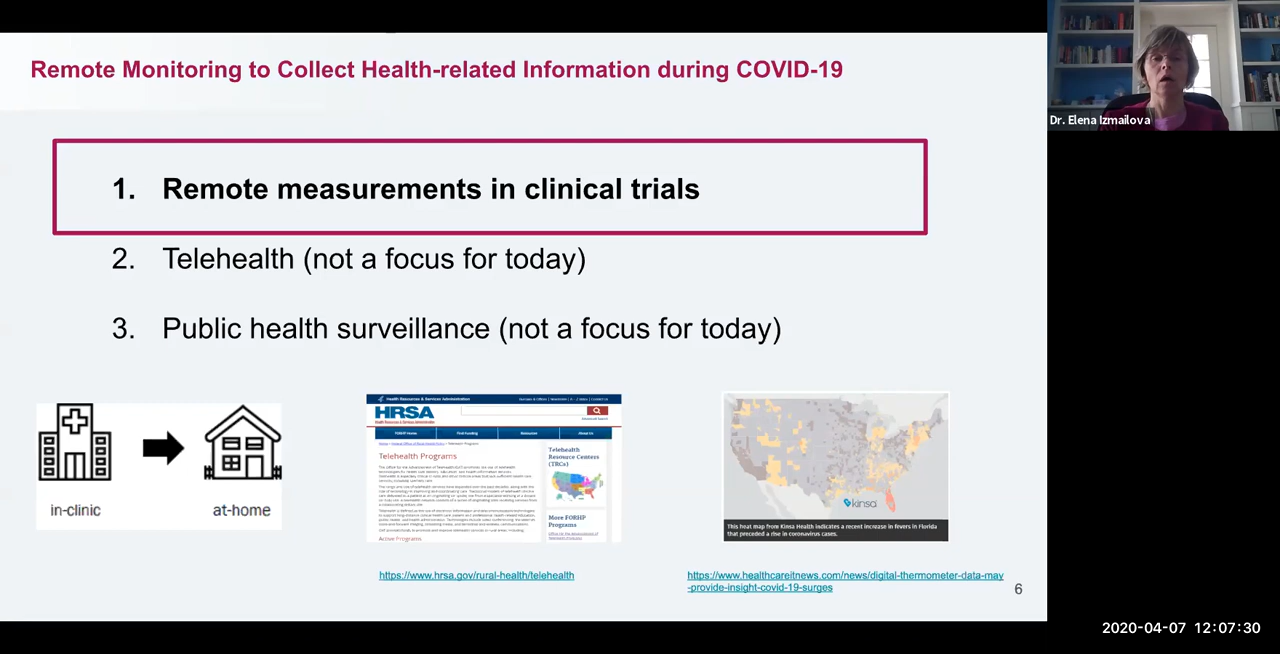 Remote Monitoring to Collect Health-related Information during COVID-19
Dr. Elena Izmailova
1. Remote measurements in clinical trials
2. Telehealth (not a focus for today)
3. Public health surveillance (not a focus for today)
in-clinic
at-home
Health Resources & Services Administration
HRSA
Telehealth Programs
Telehealth
Resource Centers
(TRCs)
More FORHP
Programs
Active Programs
kinsa
This heat map from Kinsa Health indicates a recent increase in fevers in Florida
that preceded a rise in coronavirus cases.
https://www.hrsa.gov/rural-health/telehealth
https://www.healthcareitnews.com/news/digital-thermometer-data-may
-provide-insight-covid-19-surges
6
2020-04-07 12:07:30